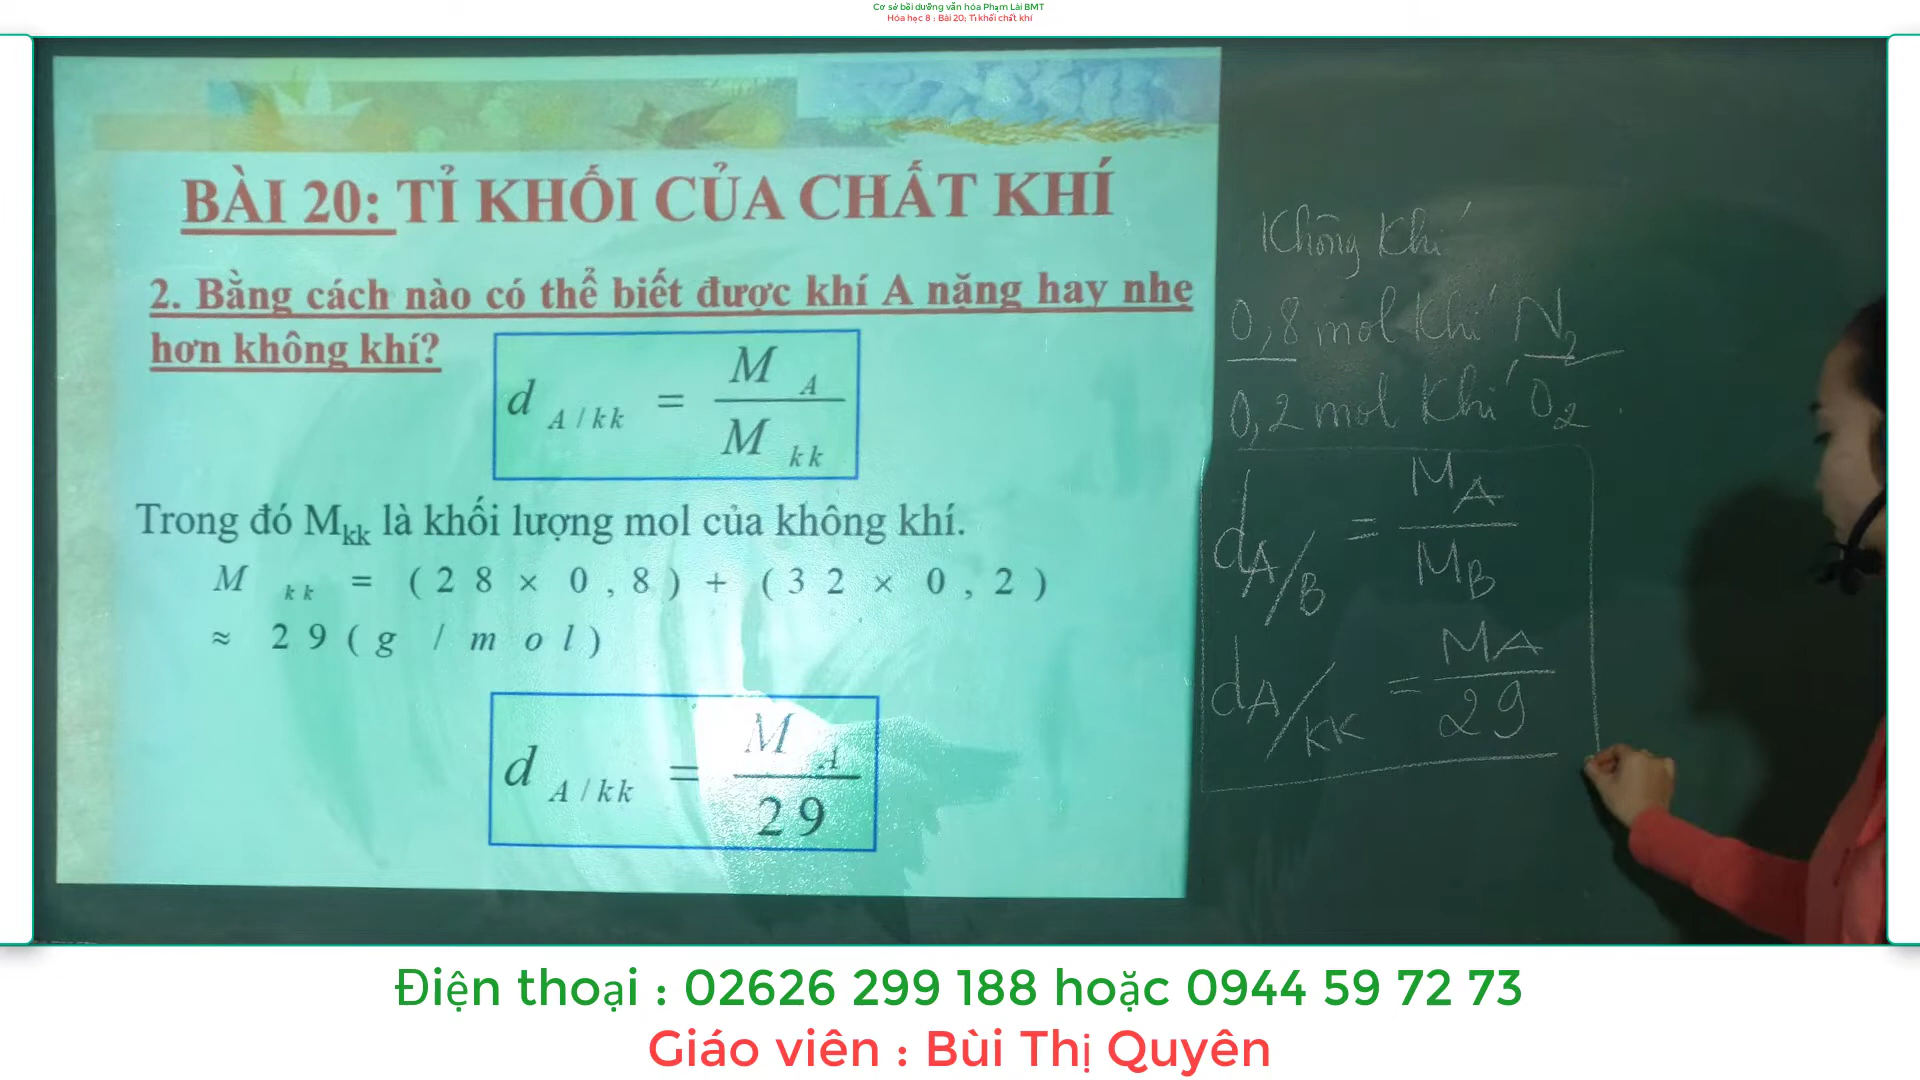 Cơ sở bồi dưỡng văn hóa Phạm Lài BMT
Hóa học 8 : Bài 20: Tỉ khối chất khí
BÀI 20: TỈ KHỐI CỦA CHẤT KHÍ
2. Bằng cách nào có thể biết được khí A nặng hay nhẹ
hơn không khí?
d A/kk = M A / M kk
Trong đó Mkk là khối lượng mol của không khí.
M kk = (28 × 0,8) + (32 × 0,2)
≈ 29(g/mol)
d A/kk = M A / 29
Không khí
0,8 mol khí N2
0,2 mol khí O2
dA/B = MA / MB
dA/kk = MA / 29
Điện thoại : 02626 299 188 hoặc 0944 59 72 73
Giáo viên : Bùi Thị Quyên